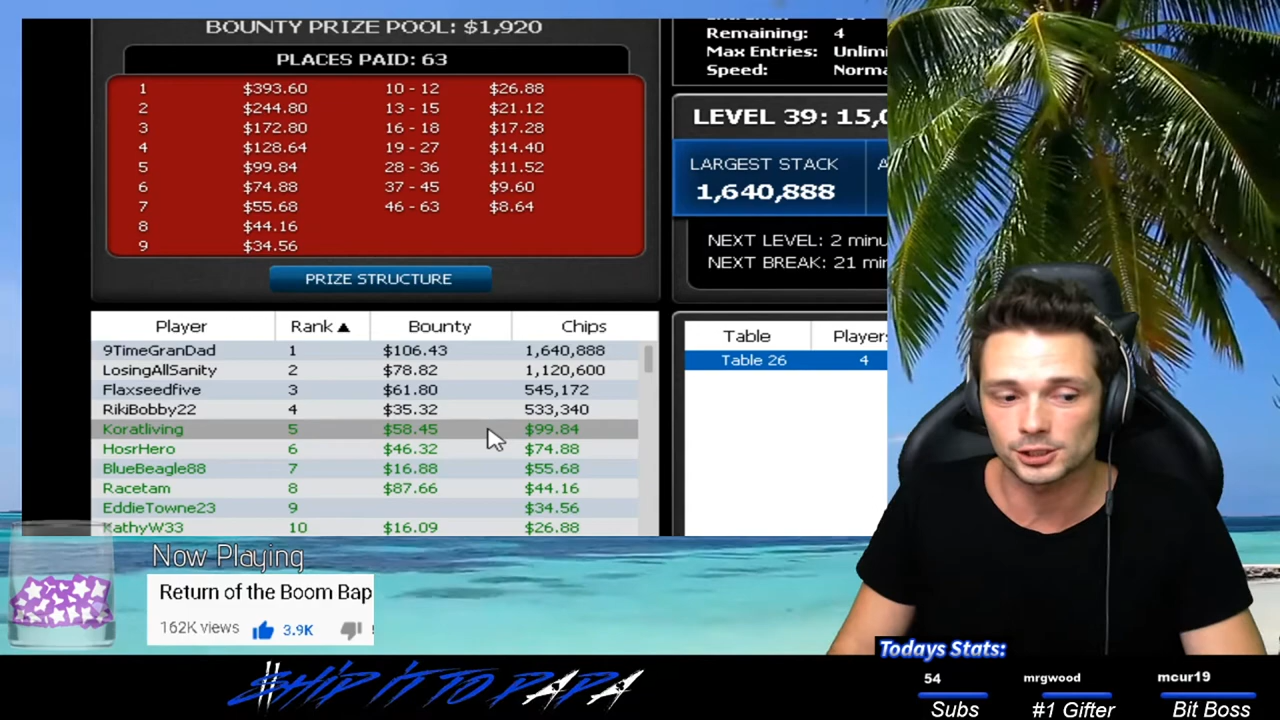 BOUNTY PRIZE POOL: $1,920
PLACES PAID: 63
1 $393.60 10 - 12 $26.88
2 $244.80 13 - 15 $21.12
3 $172.80 16 - 18 $17.28
4 $128.64 19 - 27 $14.40
5 $99.84 28 - 36 $11.52
6 $74.88 37 - 45 $9.60
7 $55.68 46 - 63 $8.64
8 $44.16
9 $34.56
PRIZE STRUCTURE
Player Rank Bounty Chips
9TimeGranDad 1 $106.43 1,640,888
LosingAllSanity 2 $78.82 1,120,600
Flaxseedfive 3 $61.80 545,172
RikiBobby22 4 $35.32 533,340
Koratliving 5 $58.45 $99.84
HosrHero 6 $46.32 $74.88
BlueBeagle88 7 $16.88 $55.68
Racetam 8 $87.66 $44.16
EddieTowne23 9 $34.56
KathyW33 10 $16.09 $26.88
Remaining: 4
Max Entries: Unlimi
Speed: Norma
LEVEL 39: 15,0
LARGEST STACK A
1,640,888
NEXT LEVEL: 2 minu
NEXT BREAK: 21 min
Table Players
Table 26 4
Now Playing
Return of the Boom Bap
162K views 3.9K
#SHIP IT TO PAPA
Todays Stats:
54 mrgwood mcur19
Subs #1 Gifter Bit Boss